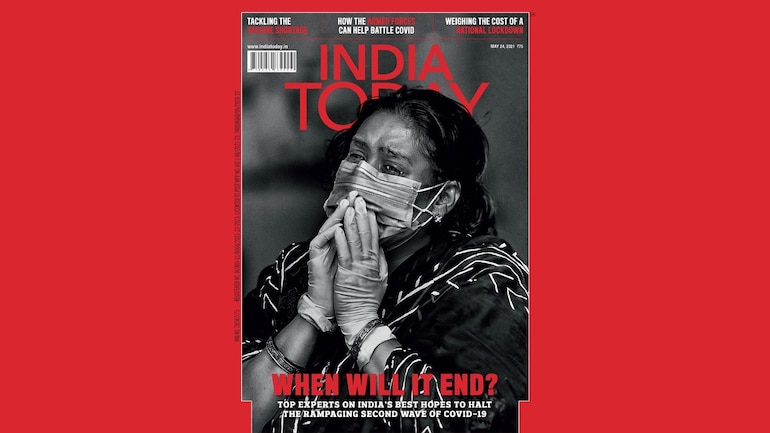 TACKLING THE
VACCINE SHORTAGE
HOW THE ARMED FORCES
CAN HELP BATTLE COVID
WEIGHING THE COST OF A
NATIONAL LOCKDOWN
www.indiatoday.in
MAY 24, 2021 ₹75
INDIA
TODAY
WHEN WILL IT END?
TOP EXPERTS ON INDIA'S BEST HOPES TO HALT
THE RAMPAGING SECOND WAVE OF COVID-19